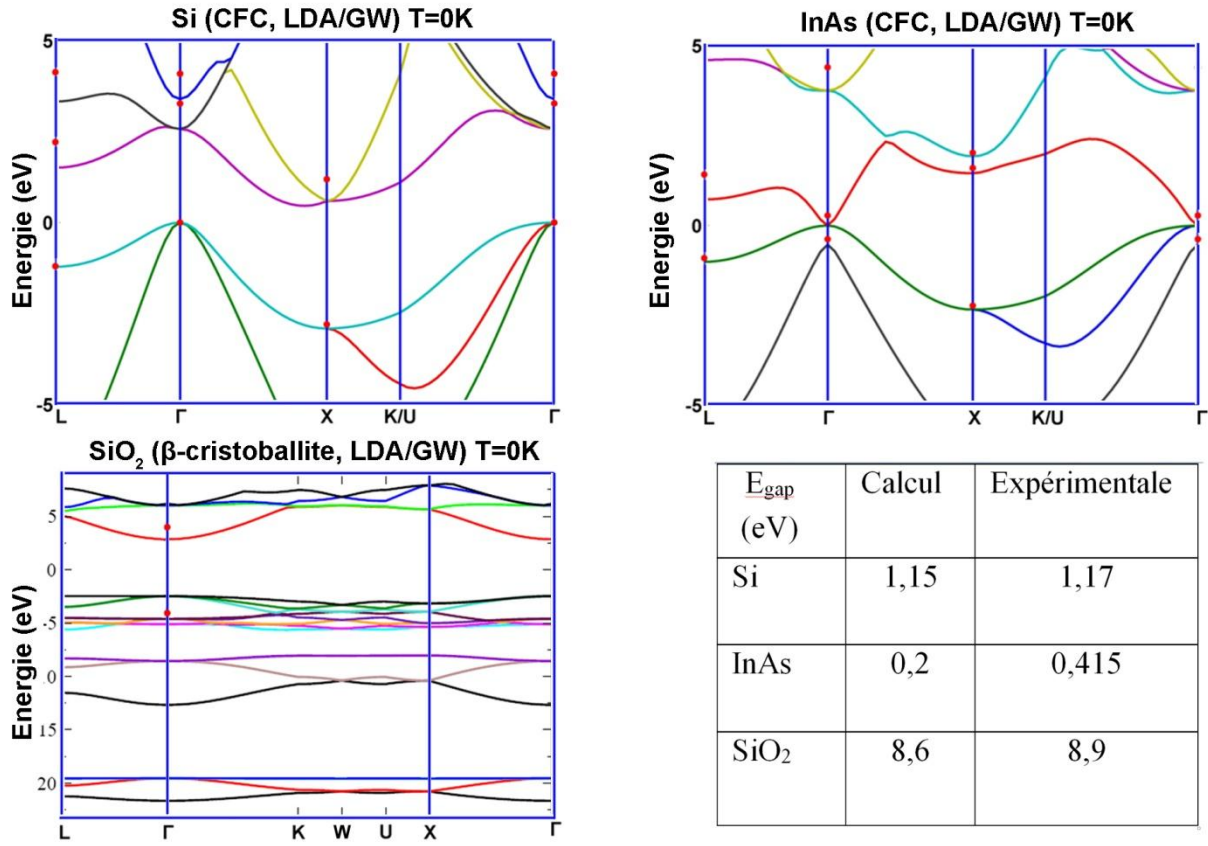 Si (CFC, LDA/GW) T=0K
Energie (eV)
5
0
-5
L Γ X K/U Γ
InAs (CFC, LDA/GW) T=0K
Energie (eV)
5
0
-5
L Γ X K/U Γ
SiO2 (β-cristoballite, LDA/GW) T=0K
Energie (eV)
Energie (eV)
5
0
-5
0
15
20
L Γ K W U X Γ
Egap (eV) Calcul Expérimentale
Si 1,15 1,17
InAs 0,2 0,415
SiO2 8,6 8,9